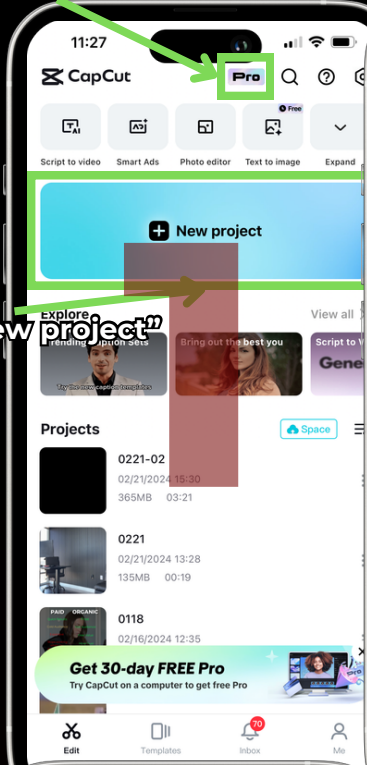 11:27
CapCut
Pro
Free
Script to video
Smart Ads
Photo editor
Text to image
Expand
New project
ew project”
Explore
View all
Trending
ption Sets
Try the new caption templates
Bring out the best you
Script to V
Gene
Projects
Space
0221-02
02/21/2024 15:30
365MB 03:21
0221
02/21/2024 13:28
135MB 00:19
PAID ORGANIC
0118
02/16/2024 12:35
Get 30-day FREE Pro
Try CapCut on a computer to get free Pro
Pro
70
Edit
Templates
Inbox
Me